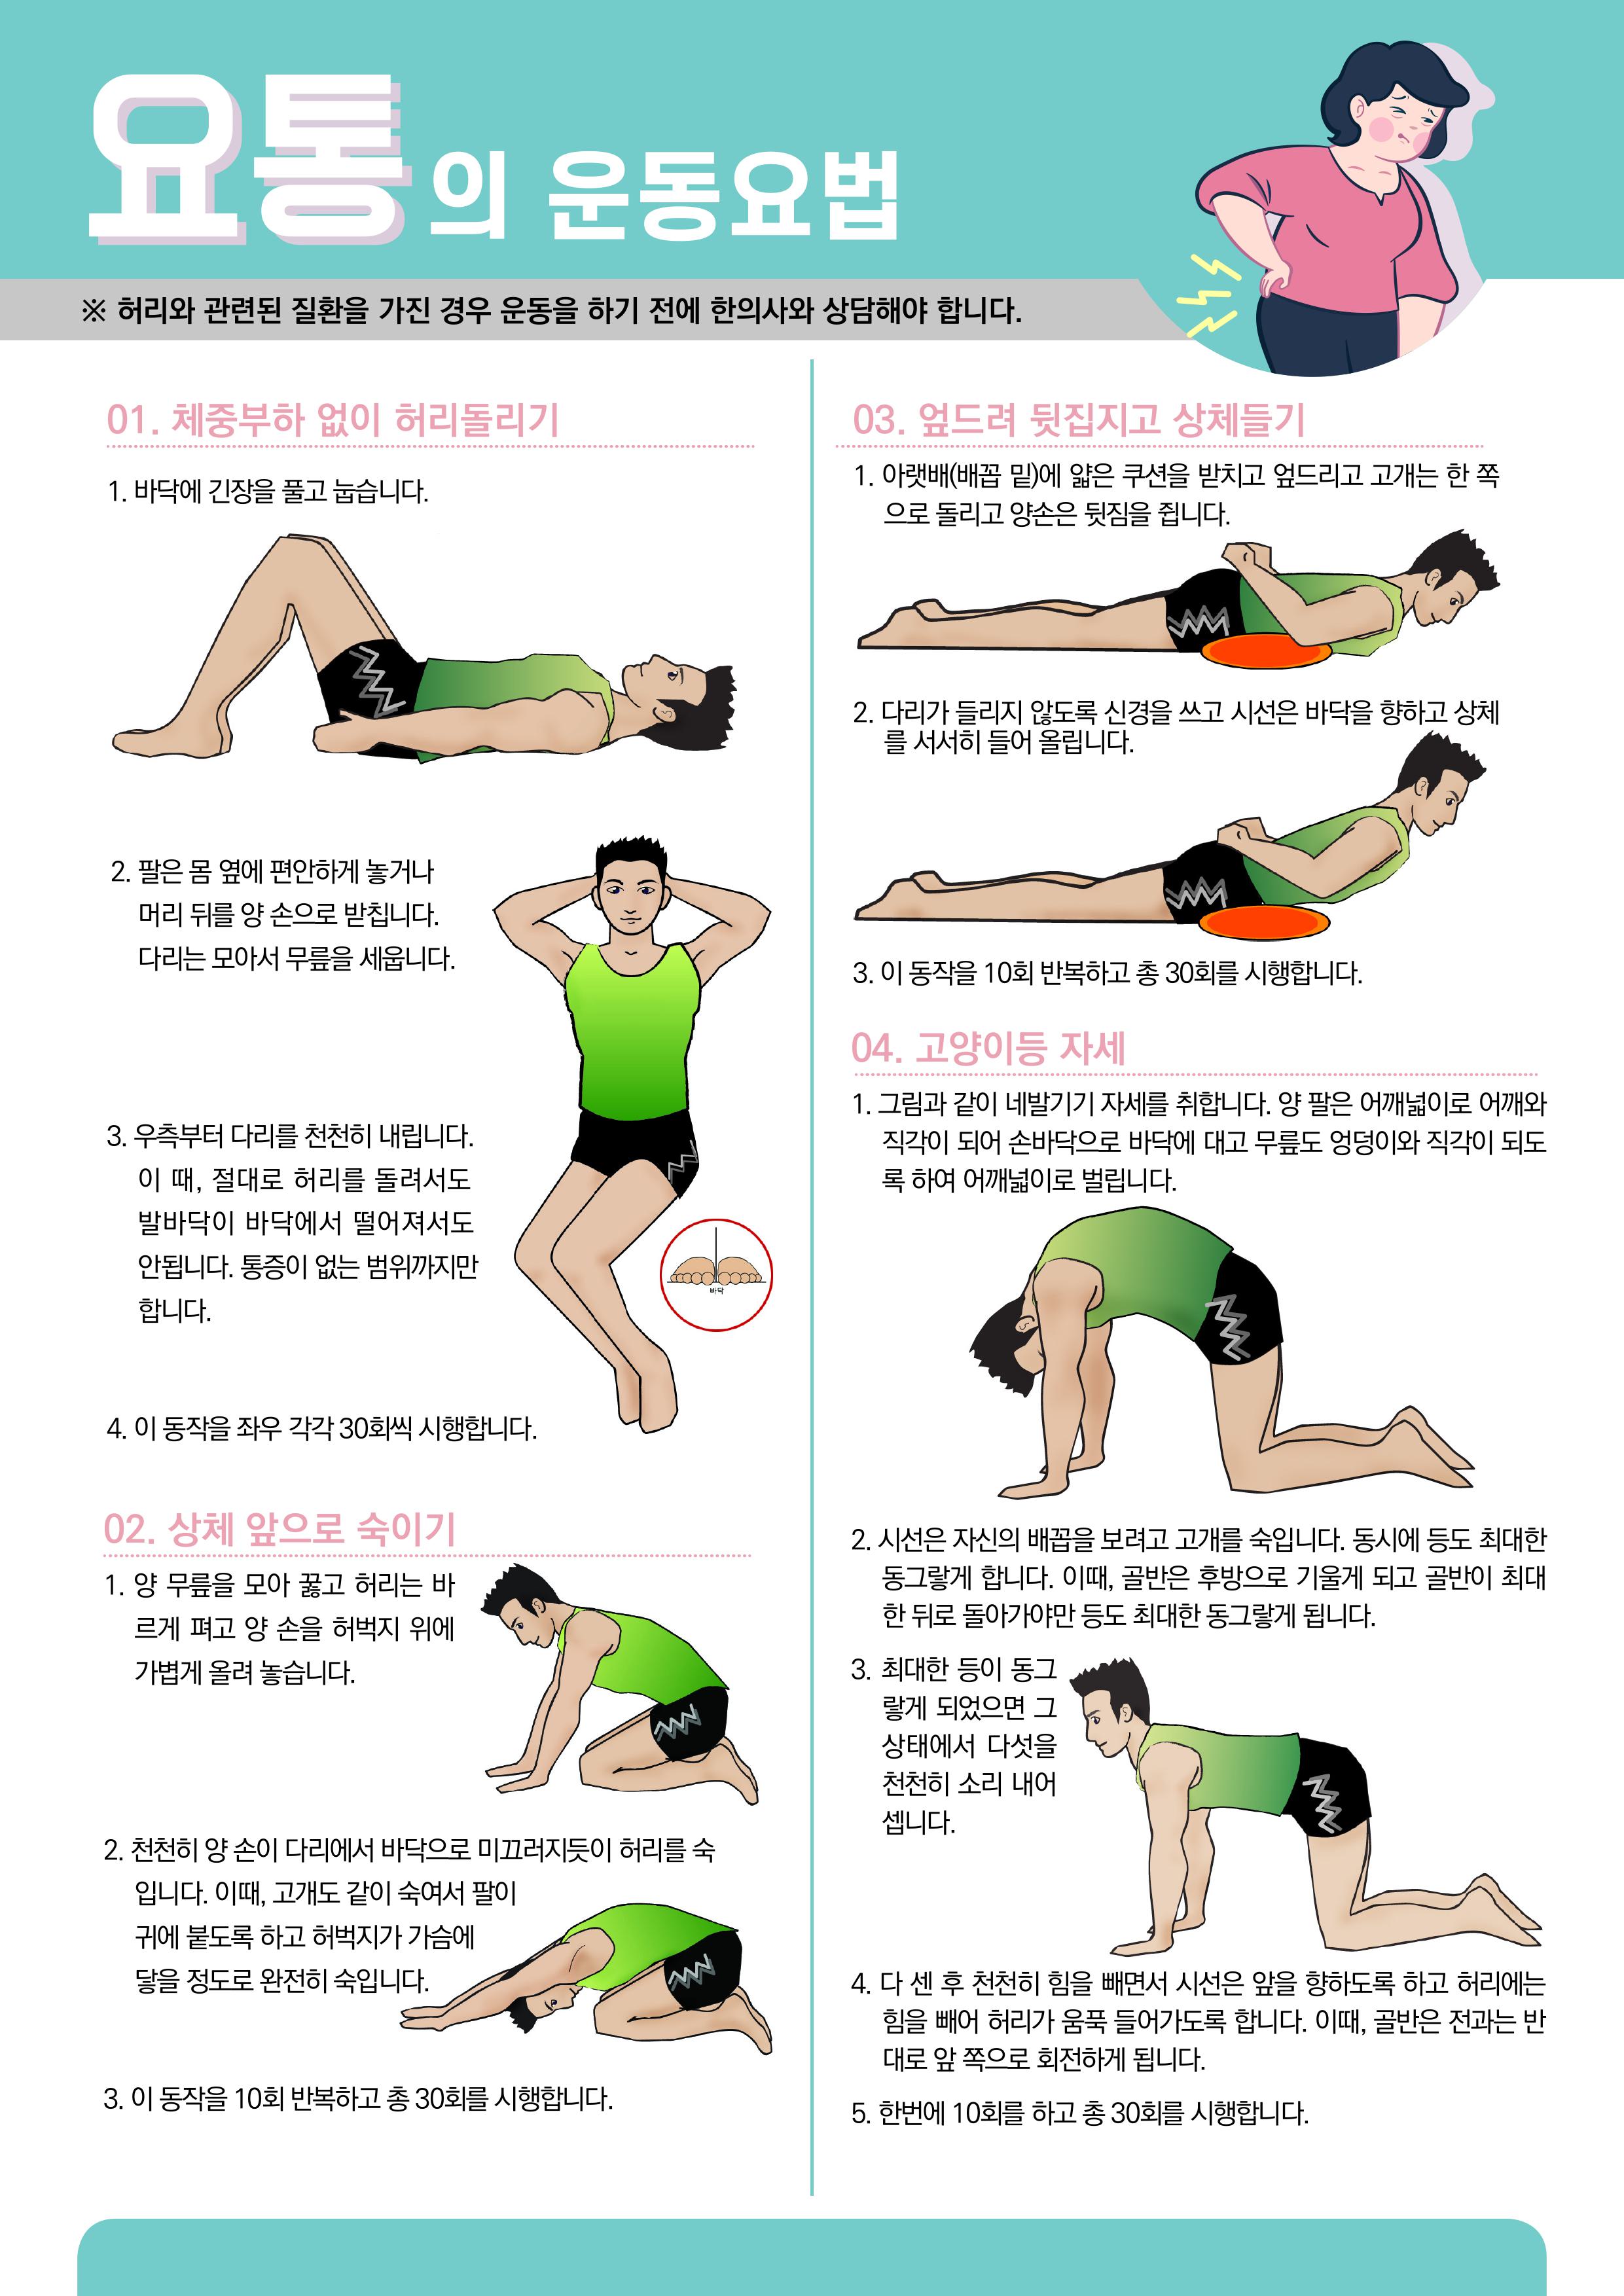 요통의 운동요법
※ 허리와 관련된 질환을 가진 경우 운동을 하기 전에 한의사와 상담해야 합니다.
01. 체중부하 없이 허리돌리기
1. 바닥에 긴장을 풀고 눕습니다.
2. 팔은 몸 옆에 편안하게 놓거나
머리 뒤를 양 손으로 받칩니다.
다리는 모아서 무릎을 세웁니다.
3. 우측부터 다리를 천천히 내립니다.
이 때, 절대로 허리를 돌려서도
발바닥이 바닥에서 떨어져서도
안됩니다. 통증이 없는 범위까지만
합니다.
바닥
4. 이 동작을 좌우 각각 30회씩 시행합니다.
02. 상체 앞으로 숙이기
1. 양 무릎을 모아 꿇고 허리는 바
르게 펴고 양 손을 허벅지 위에
가볍게 올려 놓습니다.
2. 천천히 양 손이 다리에서 바닥으로 미끄러지듯이 허리를 숙
입니다. 이때, 고개도 같이 숙여서 팔이
귀에 붙도록 하고 허벅지가 가슴에
닿을 정도로 완전히 숙입니다.
3. 이 동작을 10회 반복하고 총 30회를 시행합니다.
03. 엎드려 뒷집지고 상체들기
1. 아랫배(배꼽 밑)에 얇은 쿠션을 받치고 엎드리고 고개는 한 쪽
으로 돌리고 양손은 뒷짐을 쥡니다.
2. 다리가 들리지 않도록 신경을 쓰고 시선은 바닥을 향하고 상체
를 서서히 들어 올립니다.
3. 이 동작을 10회 반복하고 총 30회를 시행합니다.
04. 고양이등 자세
1. 그림과 같이 네발기기 자세를 취합니다. 양 팔은 어깨넓이로 어깨와
직각이 되어 손바닥으로 바닥에 대고 무릎도 엉덩이와 직각이 되도
록 하여 어깨넓이로 벌립니다.
2. 시선은 자신의 배꼽을 보려고 고개를 숙입니다. 동시에 등도 최대한
동그랗게 합니다. 이때, 골반은 후방으로 기울게 되고 골반이 최대
한 뒤로 돌아가야만 등도 최대한 동그랗게 됩니다.
3. 최대한 등이 동그
랗게 되었으면 그
상태에서 다섯을
천천히 소리 내어
셉니다.
4. 다 센 후 천천히 힘을 빼면서 시선은 앞을 향하도록 하고 허리에는
힘을 빼어 허리가 움푹 들어가도록 합니다. 이때, 골반은 전과는 반
대로 앞 쪽으로 회전하게 됩니다.
5. 한번에 10회를 하고 총 30회를 시행합니다.